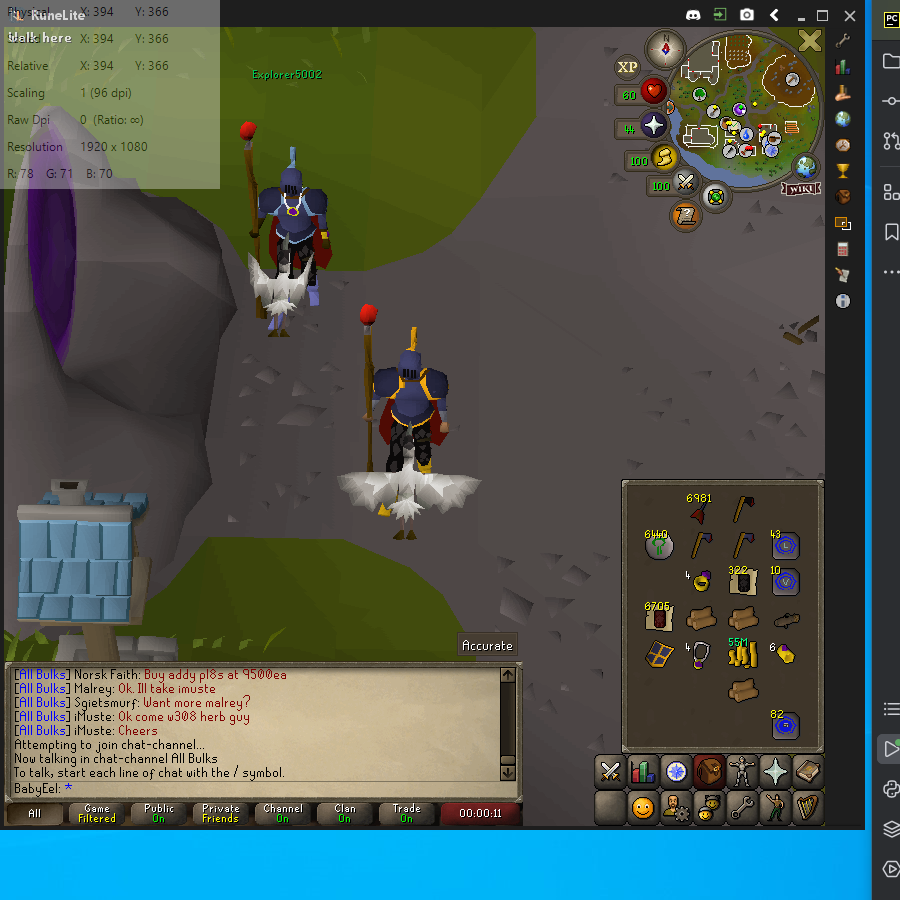 RuneLite
Physical X: 394 Y: 366
Walk here
X: 394 Y: 366
Relative X: 394 Y: 366
Scaling 1 (96 dpi)
Raw Dpi 0 (Ratio: ∞)
Resolution 1920 x 1080
R: 78 G: 71 B: 70
Explorer5002
N
XP
60
44
100
100
WIKI
PC
6981
6440
43
4
322
10
6705
4
55M
6
82
Accurate
[All Bulks] Norsk Faith: Buy addy pl8s at 9500ea
[All Bulks] Malrey: Ok. Ill take imuste
[All Bulks] Sgietsmurf: Want more malrey?
[All Bulks] iMuste: Ok come w308 herb guy
[All Bulks] iMuste: Cheers
Attempting to join chat-channel...
Now talking in chat-channel All Bulks
To talk, start each line of chat with the / symbol.
BabyEel: *
All
Game
Filtered
Public
On
Private
Friends
Channel
On
Clan
On
Trade
On
00:00:11